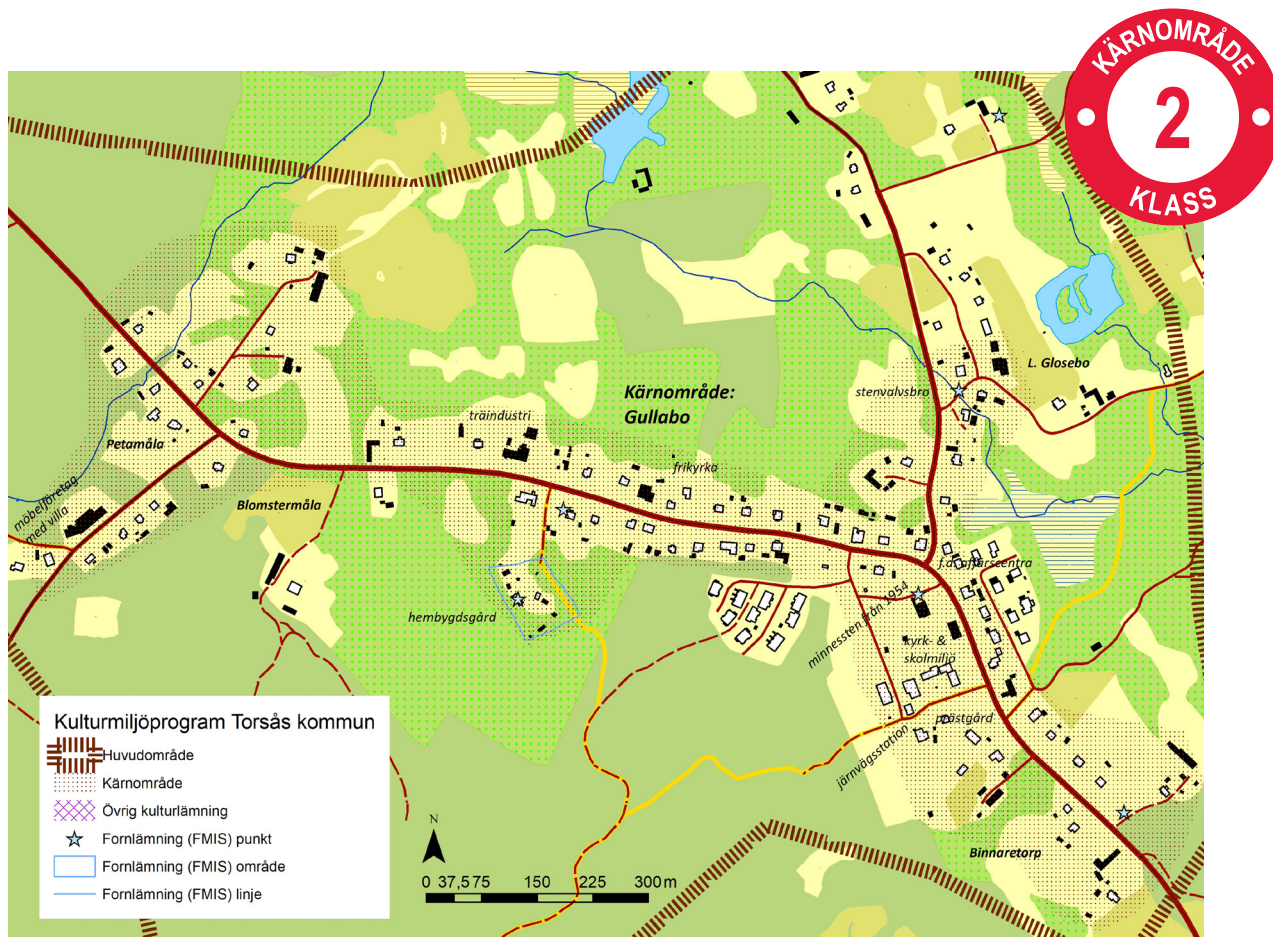 KÄRNOMRÅDE
2
KLASS
L. Glosebo
stenvalvsbro
Kärnområde:
Gullabo
träindustri
frikyrka
Petamåla
möbelföretag
med villa
Blomstermåla
f.d. affärscentra
hembygdsgård
minnessten från 1954
kyrk- &
skolmiljö
prästgård
järnvägsstation
Binnaretorp
Kulturmiljöprogram Torsås kommun
Huvudområde
Kärnområde
Övrig kulturlämning
Fornlämning (FMIS) punkt
Fornlämning (FMIS) område
Fornlämning (FMIS) linje
N
0 37,5 75 150 225 300 m